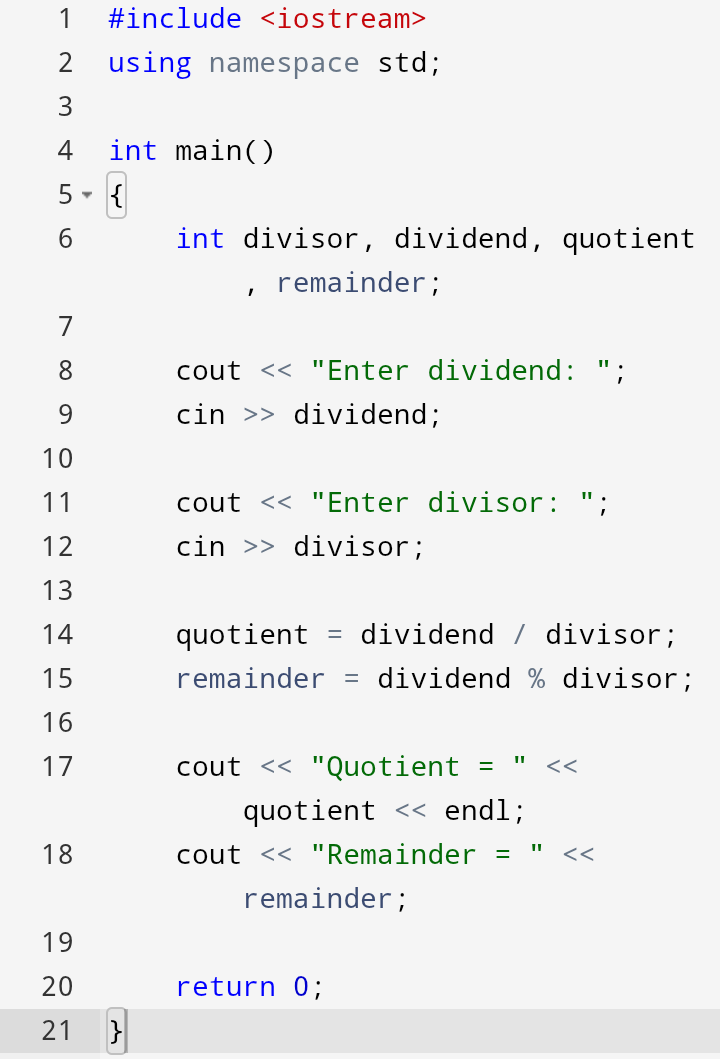 1 #include <iostream>
2 using namespace std;
3
4 int main()
5 {
6     int divisor, dividend, quotient
        , remainder;
7
8     cout << "Enter dividend: ";
9     cin >> dividend;
10
11     cout << "Enter divisor: ";
12     cin >> divisor;
13
14     quotient = dividend / divisor;
15     remainder = dividend % divisor;
16
17     cout << "Quotient = " <<
        quotient << endl;
18     cout << "Remainder = " <<
        remainder;
19
20     return 0;
21 }